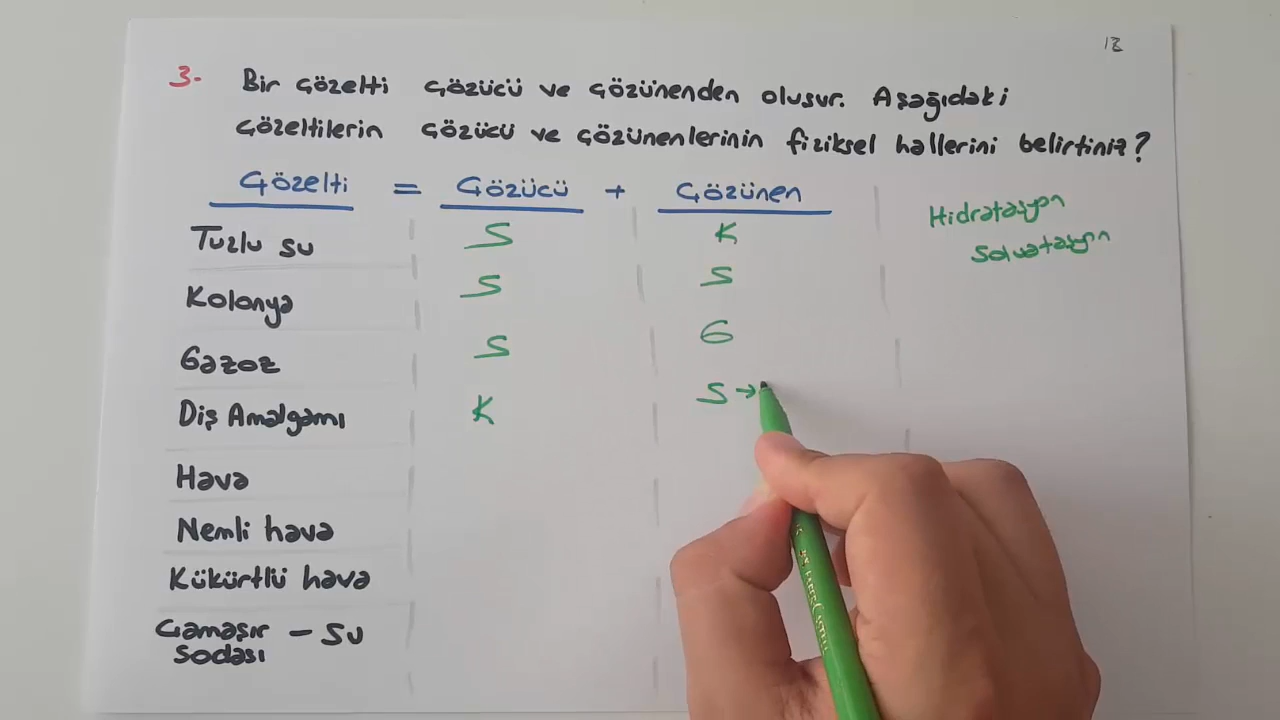 12
3. Bir Çözelti Çözücü ve Çözünenden oluşur. Aşağıdaki
Çözeltilerin Çözücü ve Çözünenlerinin fiziksel hallerini belirtiniz?
Çözelti = Çözücü + Çözünen
Hidratasyon
Solvatasyon
Tuzlu su S K
Kolonya S S
Gazoz S G
Diş Amalgamı K S →
Hava
Nemli hava
Kükürtlü hava
Çamaşır - Su
Sodası